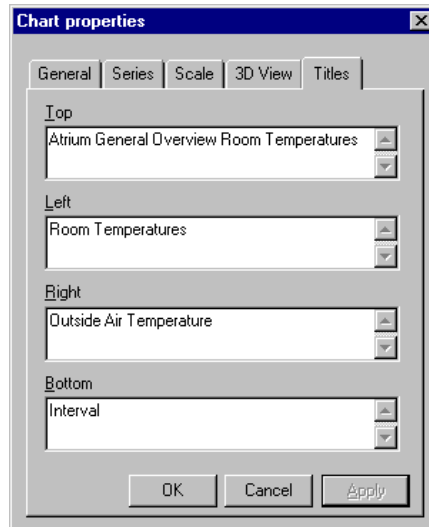 Chart properties
General Series Scale 3D View Titles
Top
Atrium General Overview Room Temperatures
Left
Room Temperatures
Right
Outside Air Temperature
Bottom
Interval
OK Cancel Apply